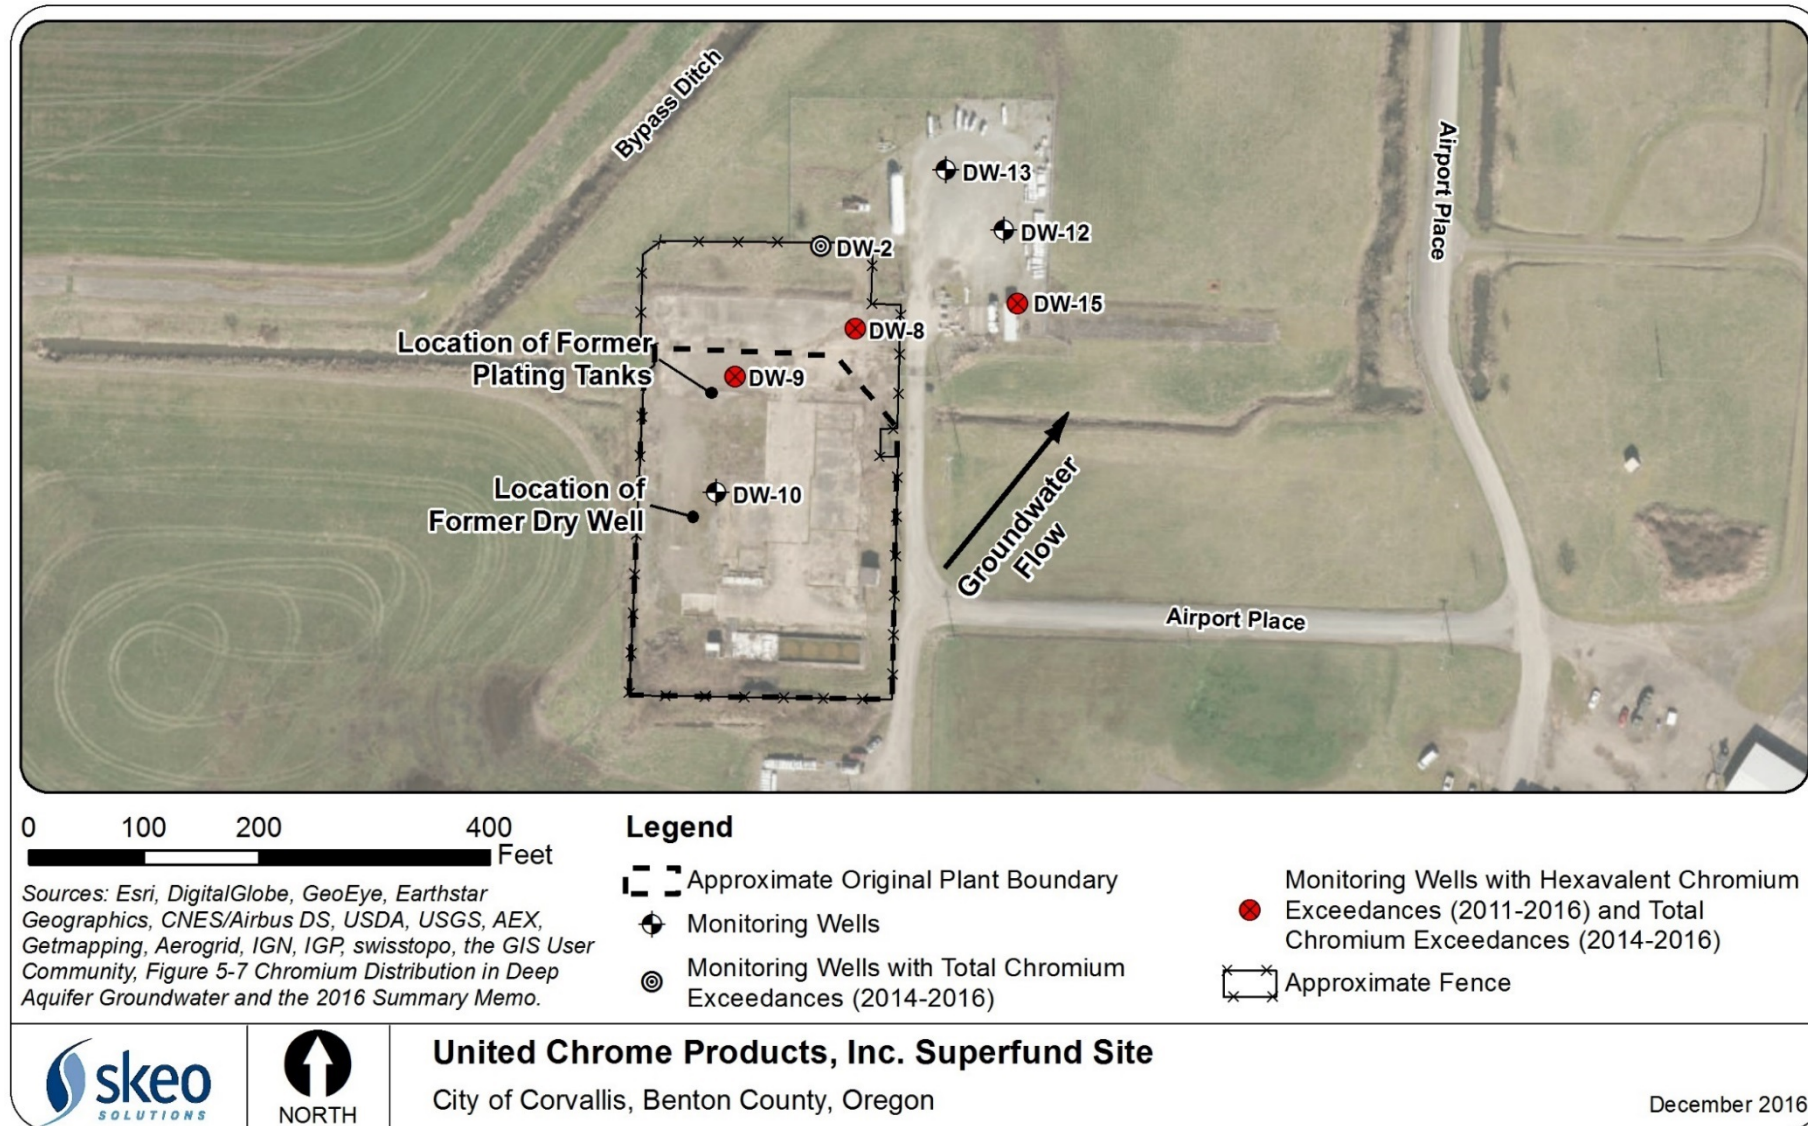 Bypass Ditch
DW-13
DW-12
Airport Place
DW-2
DW-15
DW-8
Location of Former
Plating Tanks
DW-9
Location of
Former Dry Well
DW-10
Groundwater
Flow
Airport Place
0 100 200 400
Feet
Sources: Esri, DigitalGlobe, GeoEye, Earthstar
Geographics, CNES/Airbus DS, USDA, USGS, AEX,
Getmapping, Aerogrid, IGN, IGP, swisstopo, the GIS User
Community, Figure 5-7 Chromium Distribution in Deep
Aquifer Groundwater and the 2016 Summary Memo.
Legend
Approximate Original Plant Boundary
Monitoring Wells
Monitoring Wells with Total Chromium
Exceedances (2014-2016)
Monitoring Wells with Hexavalent Chromium
Exceedances (2011-2016) and Total
Chromium Exceedances (2014-2016)
Approximate Fence
skeo
SOLUTIONS
NORTH
United Chrome Products, Inc. Superfund Site
City of Corvallis, Benton County, Oregon
December 2016